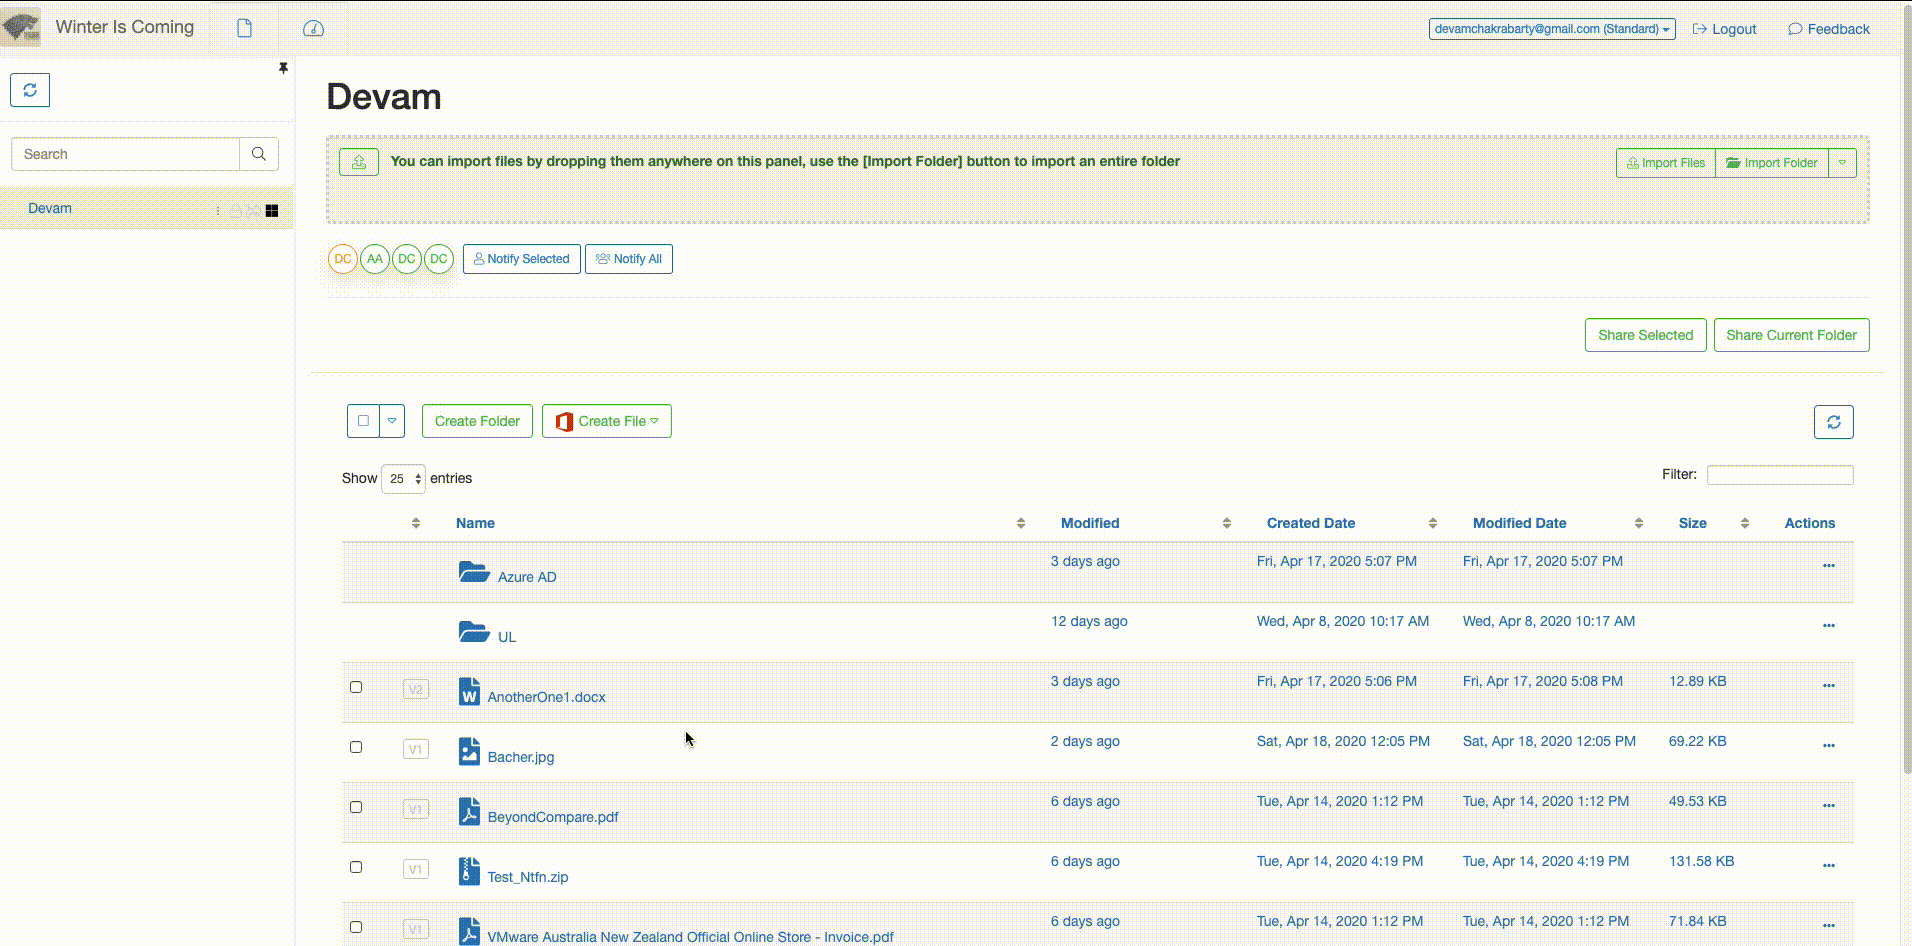 Winter Is Coming
devamchakrabarty@gmail.com (Standard)
Logout
Feedback
Search
Devam
Devam
You can import files by dropping them anywhere on this panel, use the [Import Folder] button to import an entire folder
Import Files
Import Folder
DC AA DC DC
Notify Selected
Notify All
Share Selected
Share Current Folder
Create Folder
Create File
Show 25 entries
Filter:
Name Modified Created Date Modified Date Size Actions
Azure AD 3 days ago Fri, Apr 17, 2020 5:07 PM Fri, Apr 17, 2020 5:07 PM
UL 12 days ago Wed, Apr 8, 2020 10:17 AM Wed, Apr 8, 2020 10:17 AM
V2 AnotherOne1.docx 3 days ago Fri, Apr 17, 2020 5:06 PM Fri, Apr 17, 2020 5:08 PM 12.89 KB
V1 Bacher.jpg 2 days ago Sat, Apr 18, 2020 12:05 PM Sat, Apr 18, 2020 12:05 PM 69.22 KB
V1 BeyondCompare.pdf 6 days ago Tue, Apr 14, 2020 1:12 PM Tue, Apr 14, 2020 1:12 PM 49.53 KB
V1 Test_Ntfn.zip 6 days ago Tue, Apr 14, 2020 4:19 PM Tue, Apr 14, 2020 4:19 PM 131.58 KB
V1 VMware Australia New Zealand Official Online Store - Invoice.pdf 6 days ago Tue, Apr 14, 2020 1:12 PM Tue, Apr 14, 2020 1:12 PM 71.84 KB